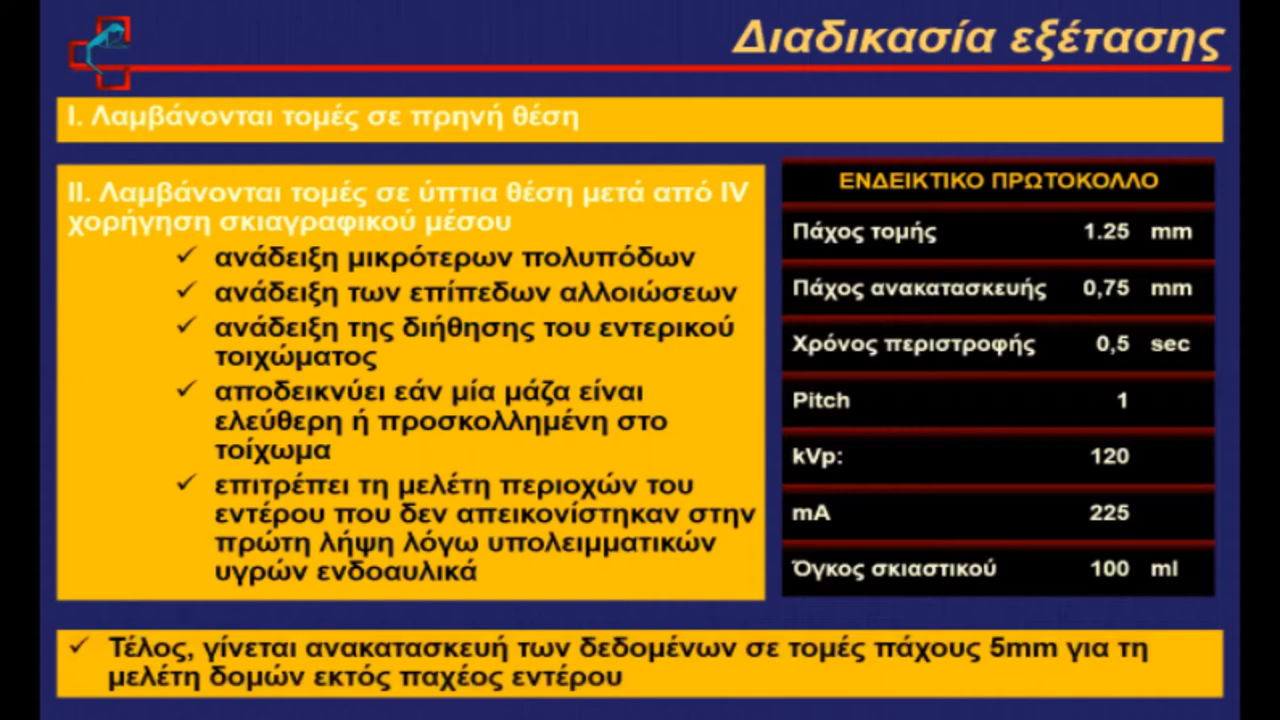 Διαδικασία εξέτασης
Ι. Λαμβάνονται τομές σε πρηνή θέση
ΙΙ. Λαμβάνονται τομές σε ύπτια θέση μετά από IV
χορήγηση σκιαγραφικού μέσου
✓ ανάδειξη μικρότερων πολυπόδων
✓ ανάδειξη των επίπεδων αλλοιώσεων
✓ ανάδειξη της διήθησης του εντερικού
τοιχώματος
✓ αποδεικνύει εάν μία μάζα είναι
ελεύθερη ή προσκολλημένη στο
τοίχωμα
✓ επιτρέπει τη μελέτη περιοχών του
εντέρου που δεν απεικονίστηκαν στην
πρώτη λήψη λόγω υπολειμματικών
υγρών ενδοαυλικά
ΕΝΔΕΙΚΤΙΚΟ ΠΡΩΤΟΚΟΛΛΟ
Πάχος τομής 1.25 mm
Πάχος ανακατασκευής 0,75 mm
Χρόνος περιστροφής 0,5 sec
Pitch 1
kVp: 120
mA 225
Όγκος σκιαστικού 100 ml
✓ Τέλος, γίνεται ανακατασκευή των δεδομένων σε τομές πάχους 5mm για τη
μελέτη δομών εκτός παχέος εντέρου